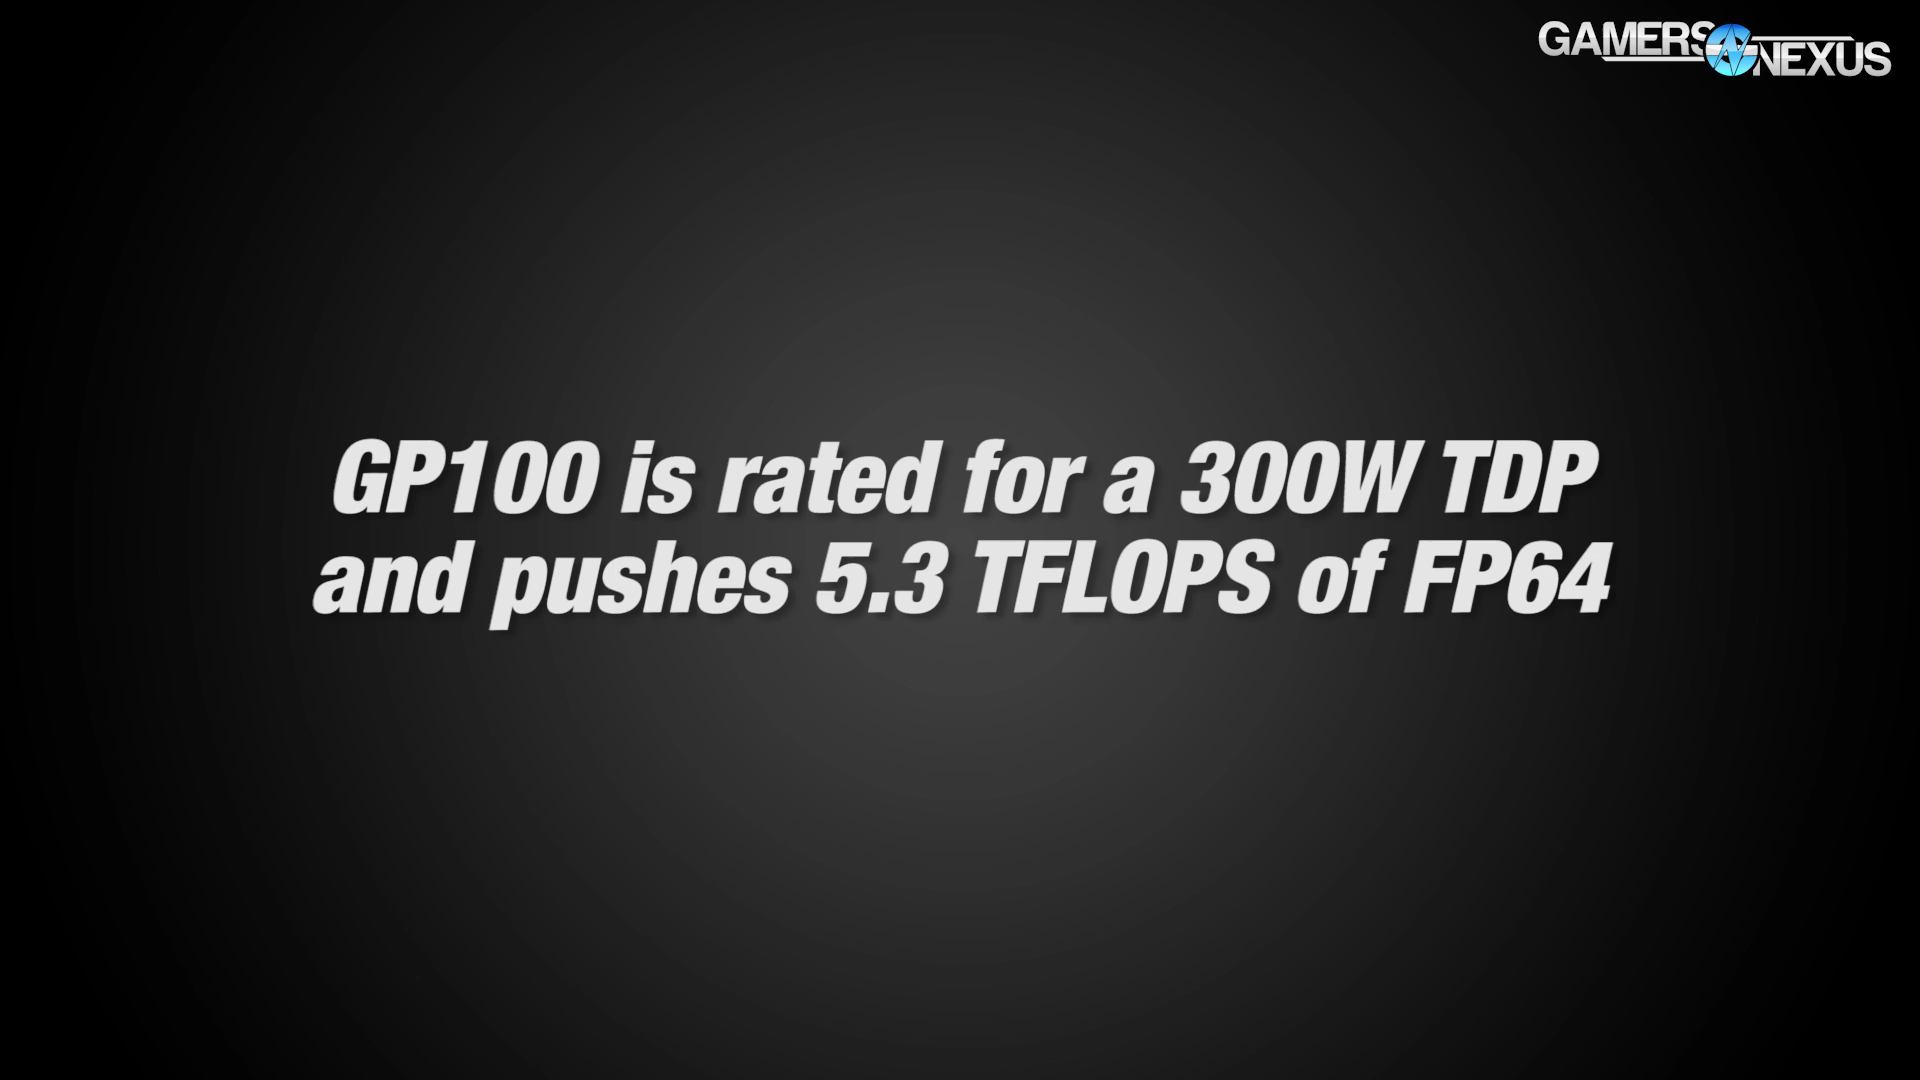 GAMERS NEXUS
GP100 is rated for a 300W TDP
and pushes 5.3 TFLOPS of FP64